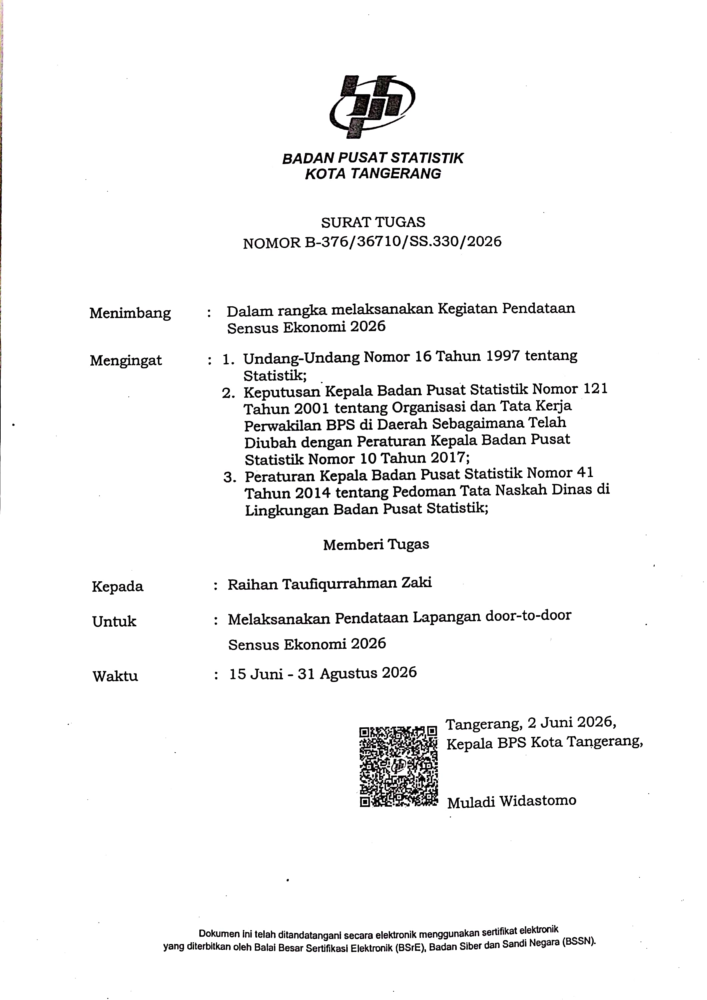 BADAN PUSAT STATISTIK
KOTA TANGERANG
SURAT TUGAS
NOMOR B-376/36710/SS.330/2026
Menimbang : Dalam rangka melaksanakan Kegiatan Pendataan
Sensus Ekonomi 2026
Mengingat : 1. Undang-Undang Nomor 16 Tahun 1997 tentang
Statistik;
2. Keputusan Kepala Badan Pusat Statistik Nomor 121
Tahun 2001 tentang Organisasi dan Tata Kerja
Perwakilan BPS di Daerah Sebagaimana Telah
Diubah dengan Peraturan Kepala Badan Pusat
Statistik Nomor 10 Tahun 2017;
3. Peraturan Kepala Badan Pusat Statistik Nomor 41
Tahun 2014 tentang Pedoman Tata Naskah Dinas di
Lingkungan Badan Pusat Statistik;
Memberi Tugas
Kepada : Raihan Taufiqurrahman Zaki
Untuk : Melaksanakan Pendataan Lapangan door-to-door
Sensus Ekonomi 2026
Waktu : 15 Juni - 31 Agustus 2026
Tangerang, 2 Juni 2026,
Kepala BPS Kota Tangerang,
Muladi Widastomo
Dokumen ini telah ditandatangani secara elektronik menggunakan sertifikat elektronik
yang diterbitkan oleh Balai Besar Sertifikasi Elektronik (BSrE), Badan Siber dan Sandi Negara (BSSN).